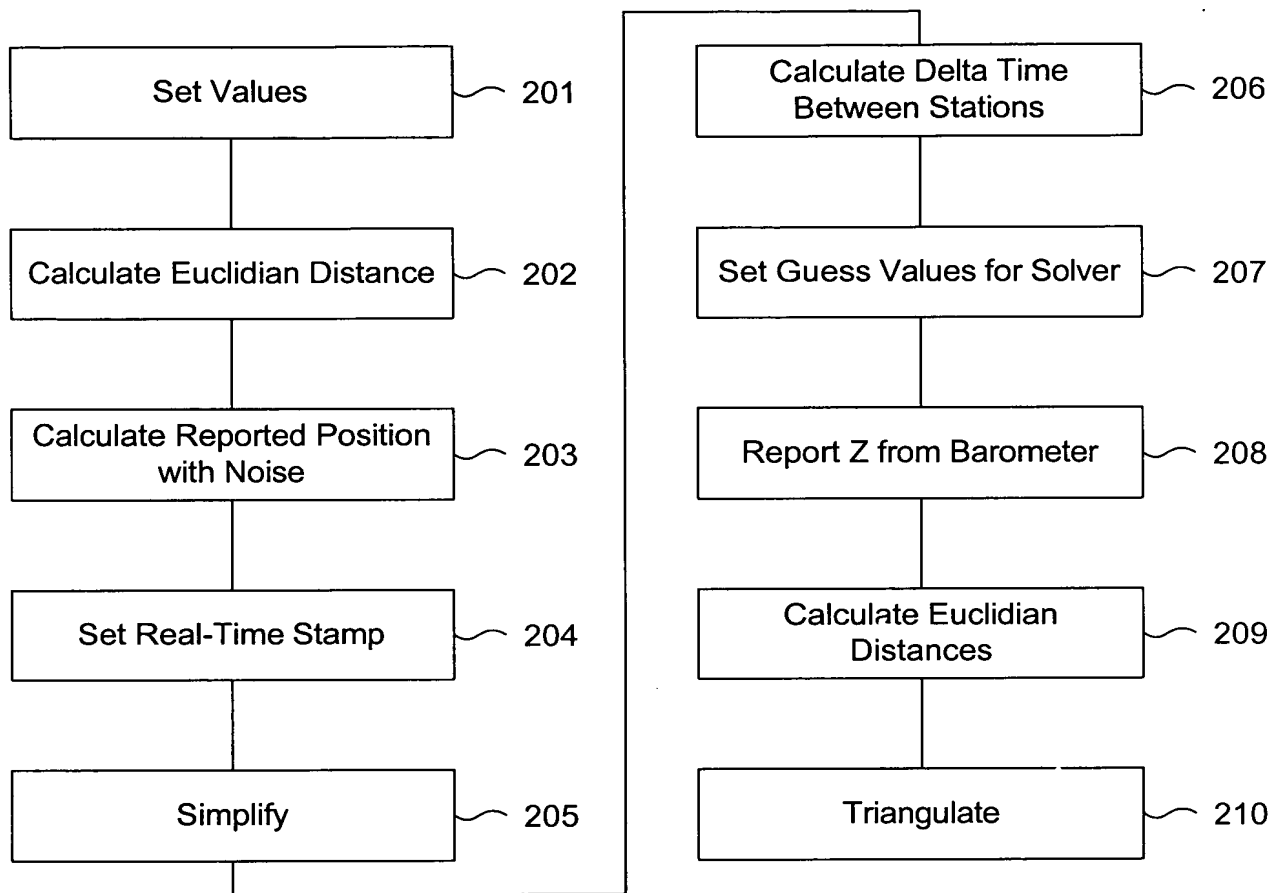 Set Values
201
Calculate Euclidian Distance
202
Calculate Reported Position
with Noise
203
Set Real-Time Stamp
204
Simplify
205
Calculate Delta Time
Between Stations
206
Set Guess Values for Solver
207
Report Z from Barometer
208
Calculate Euclidian
Distances
209
Triangulate
210